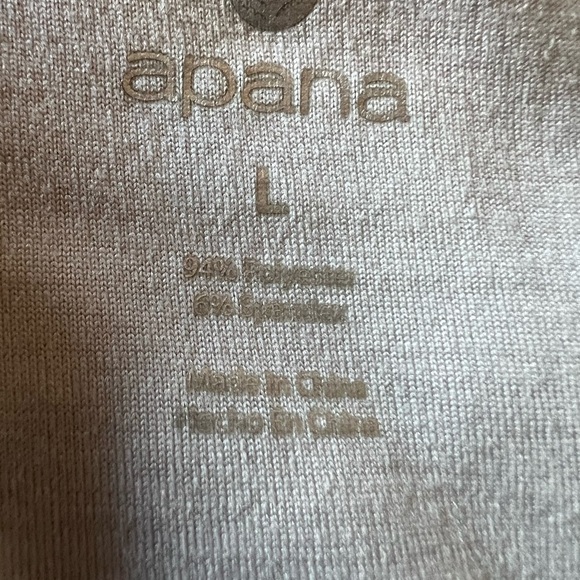 apana
L
94% Polyester
6% Spandex
Made In China
Hecho En China